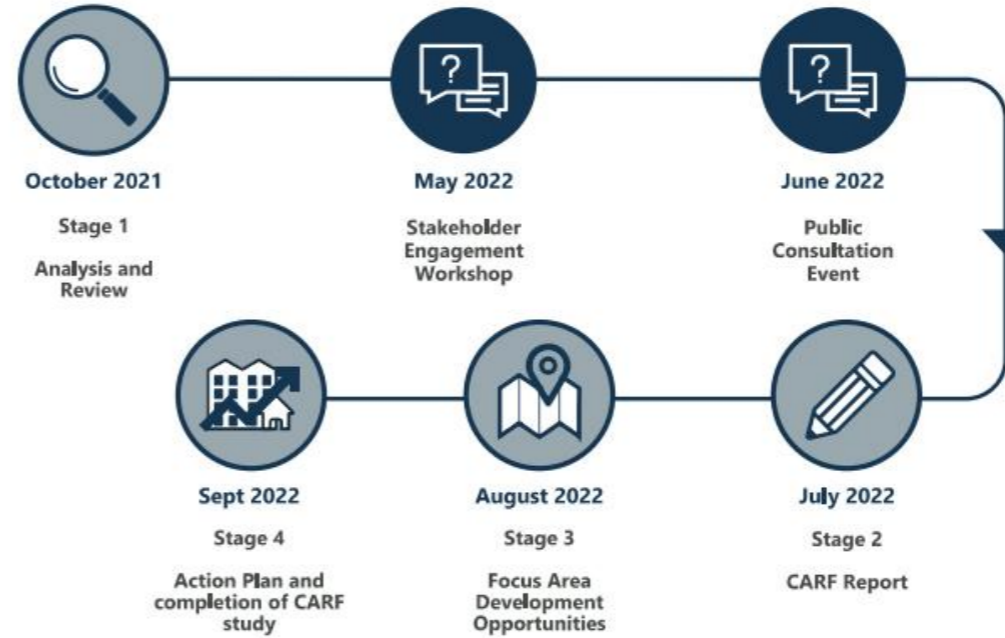 October 2021
Stage 1
Analysis and
Review
?
May 2022
Stakeholder
Engagement
Workshop
?
June 2022
Public
Consultation
Event
July 2022
Stage 2
CARF Report
August 2022
Stage 3
Focus Area
Development
Opportunities
Sept 2022
Stage 4
Action Plan and
completion of CARF
study